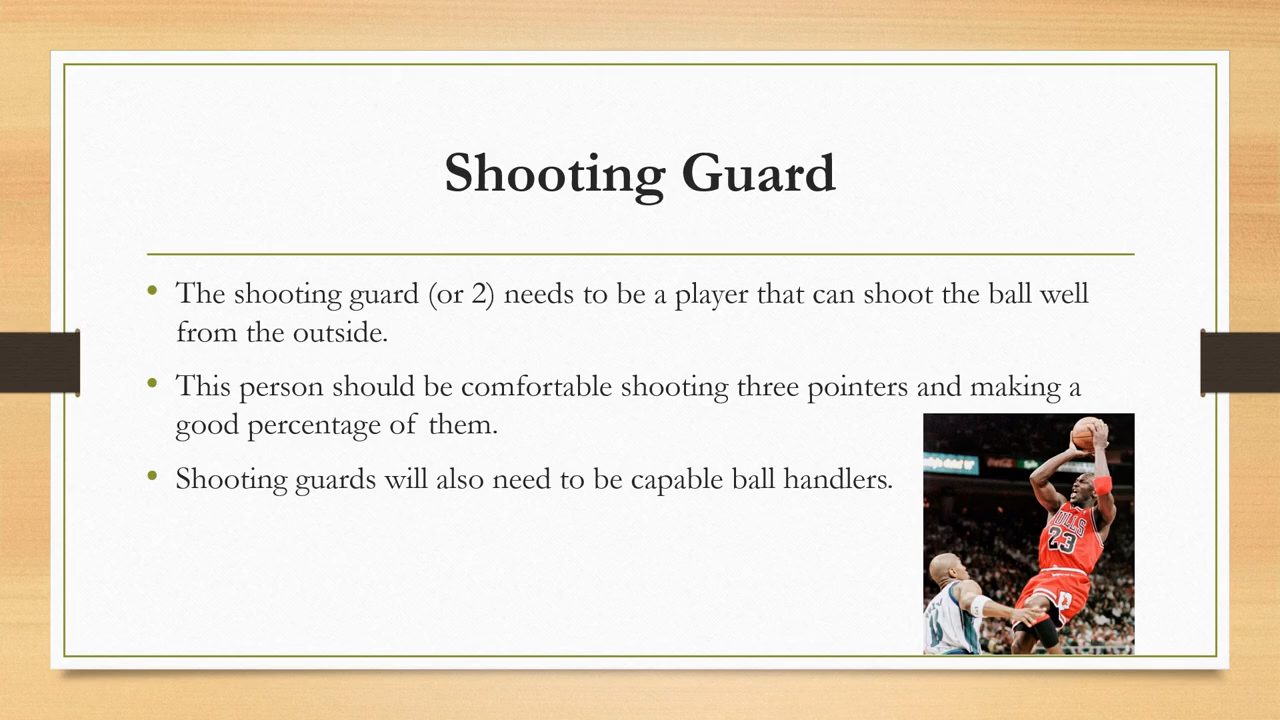 Shooting Guard
• The shooting guard (or 2) needs to be a player that can shoot the ball well
from the outside.
• This person should be comfortable shooting three pointers and making a
good percentage of them.
• Shooting guards will also need to be capable ball handlers.
BULLS
23